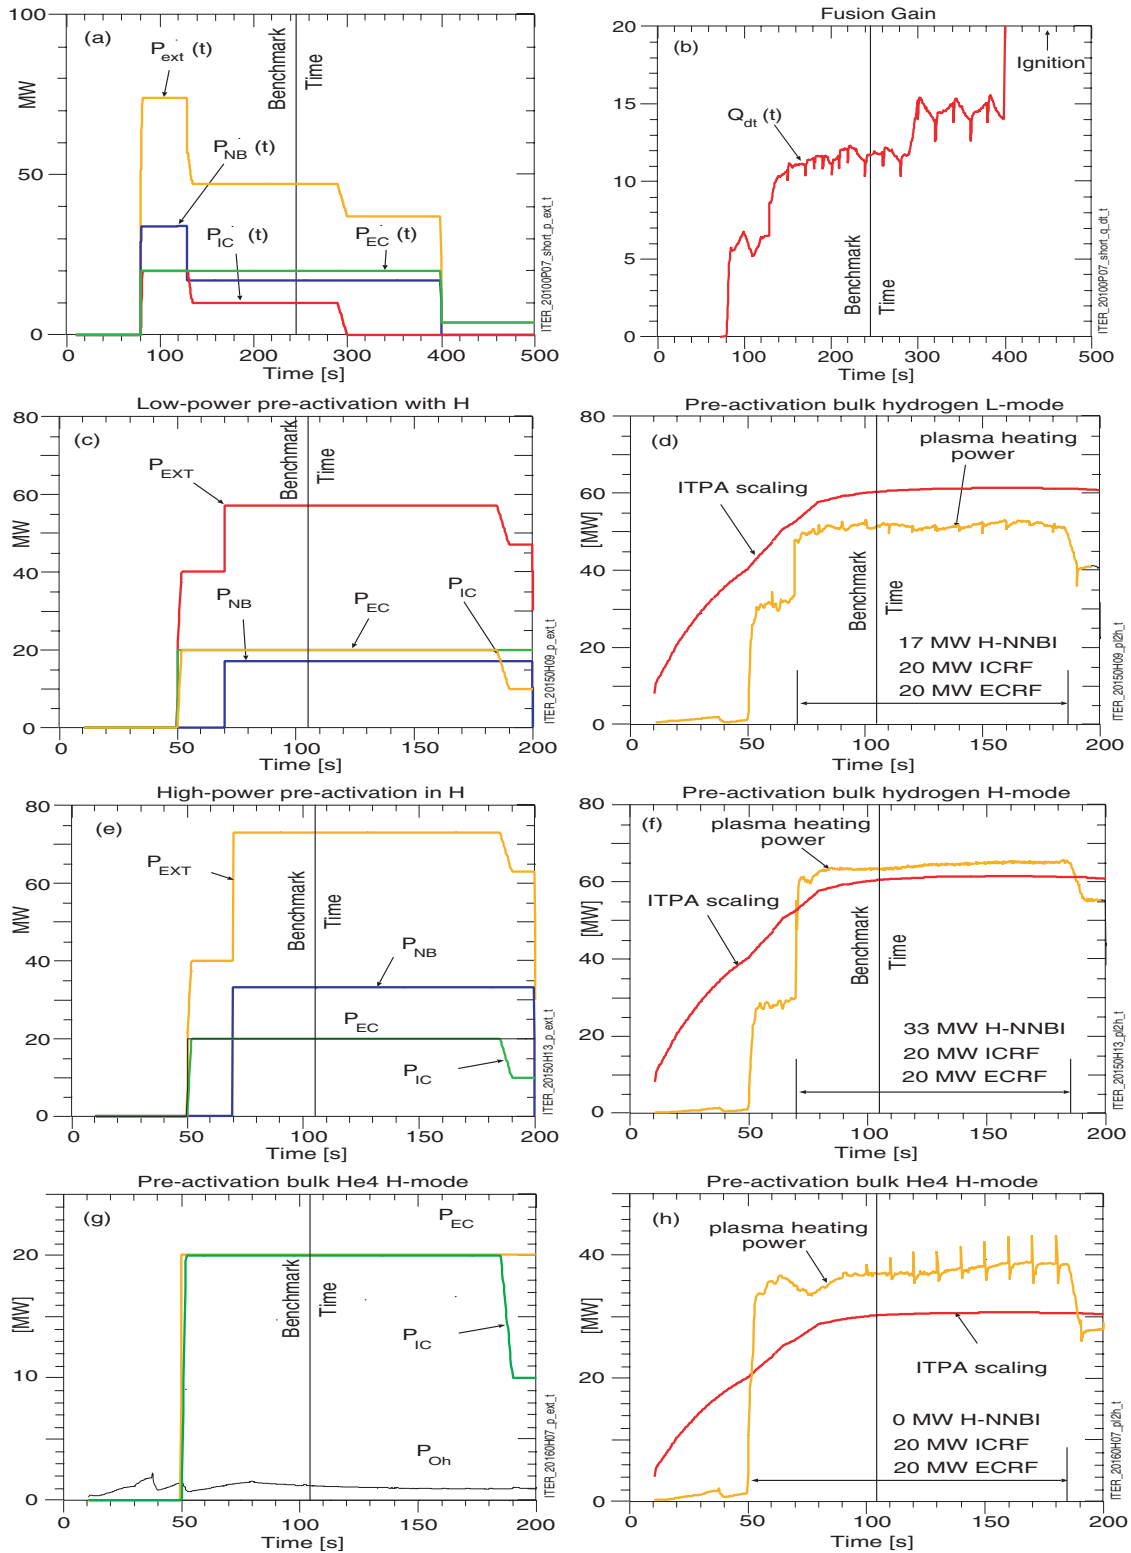 (a)
P_ext (t)
P_NB (t)
P_IC (t)
P_EC (t)
Benchmark
Time
MW
100
50
0
0 100 200 300 400 500
Time [s]
ITER_20100P07_short_p_ext_t
Fusion Gain
(b)
Ignition
Q_dt (t)
Benchmark
Time
20
15
10
5
0
0 100 200 300 400 500
Time [s]
ITER_20100P07_short_q_dt_t
Low-power pre-activation with H
(c)
P_EXT
P_NB
P_EC
P_IC
Benchmark
Time
MW
80
60
40
20
0
0 50 100 150 200
Time [s]
ITER_20150H09_p_ext_t
Pre-activation bulk hydrogen L-mode
(d)
plasma heating
power
ITPA scaling
Benchmark
Time
17 MW H-NNBI
20 MW ICRF
20 MW ECRF
[MW]
80
60
40
20
0
0 50 100 150 200
Time [s]
ITER_20150H09_pl2h_t
High-power pre-activation in H
(e)
P_EXT
P_NB
P_EC
P_IC
Benchmark
Time
MW
80
60
40
20
0
0 50 100 150 200
Time [s]
ITER_20150H13_p_ext_t
Pre-activation bulk hydrogen H-mode
(f)
plasma heating
power
ITPA scaling
Benchmark
Time
33 MW H-NNBI
20 MW ICRF
20 MW ECRF
[MW]
80
60
40
20
0
0 50 100 150 200
Time [s]
ITER_20150H13_pl2h_t
Pre-activation bulk He4 H-mode
(g)
P_EC
P_IC
P_Oh
Benchmark
Time
[MW]
20
10
0
0 50 100 150 200
Time [s]
ITER_20160H07_p_ext_t
Pre-activation bulk He4 H-mode
(h)
plasma heating
power
ITPA scaling
Benchmark
Time
0 MW H-NNBI
20 MW ICRF
20 MW ECRF
[MW]
40
20
0
0 50 100 150 200
Time [s]
ITER_20160H07_pl2h_t